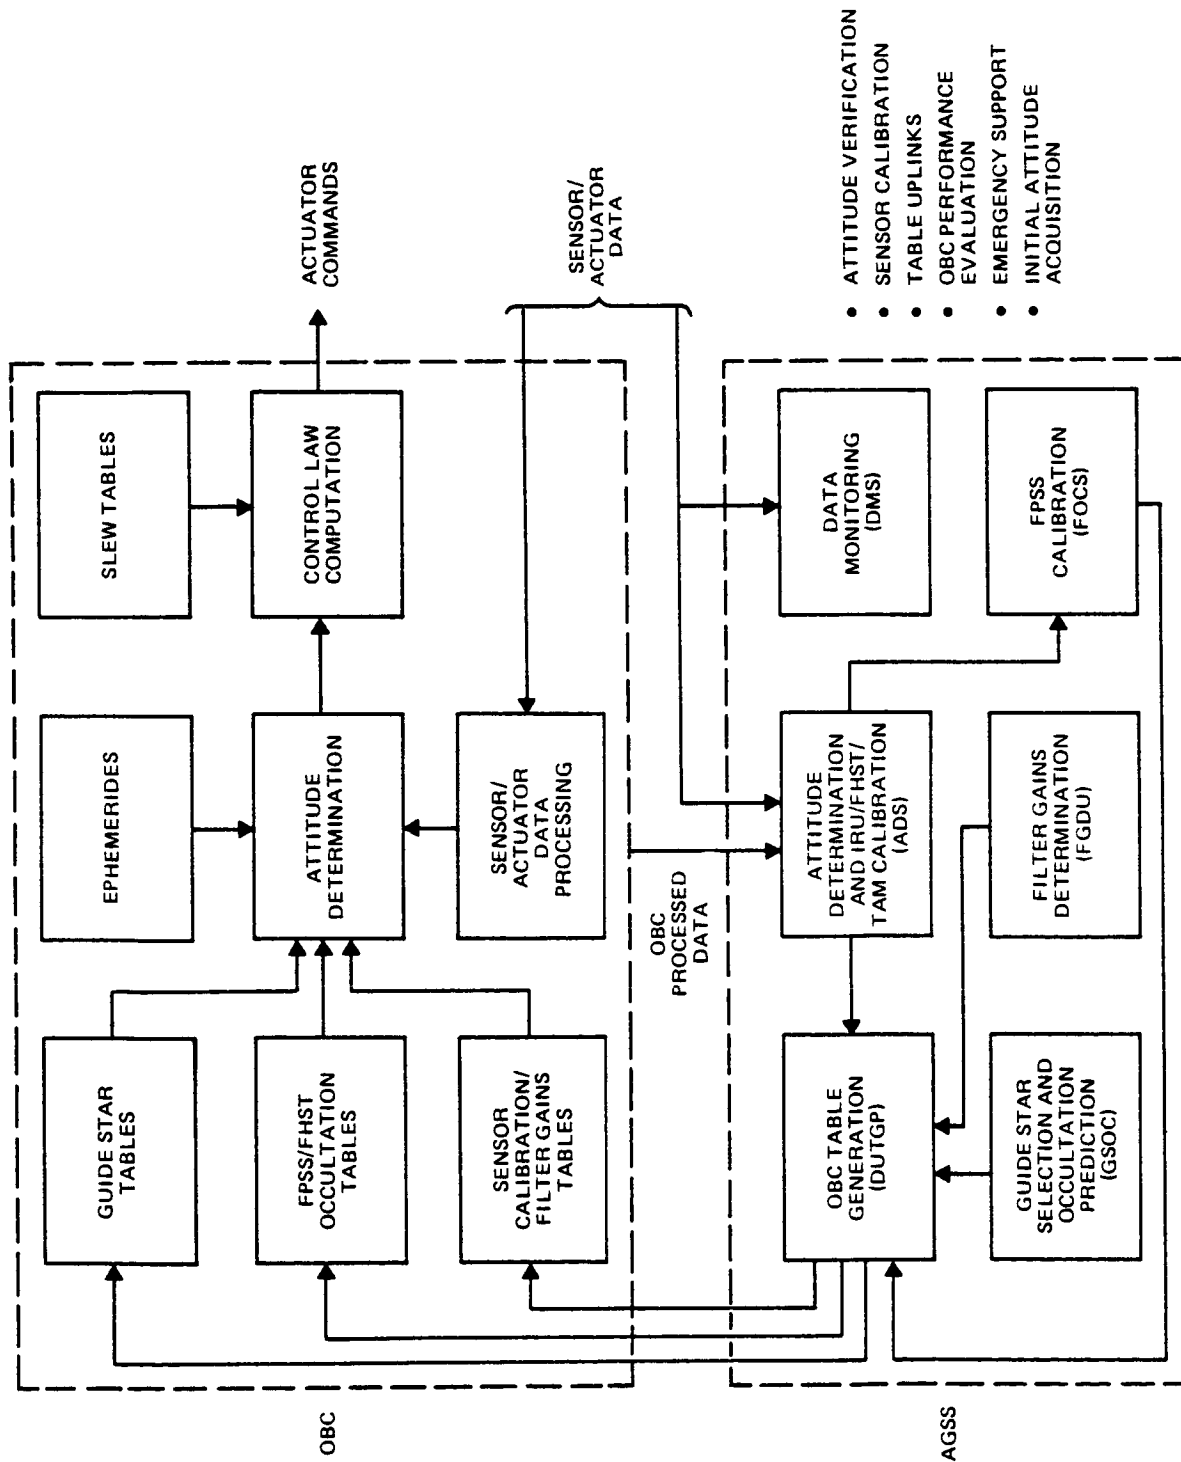 OBC
GUIDE STAR
TABLES
EPHEMERIDES
SLEW TABLES
FPSS/FHST
OCCULTATION
TABLES
ATTITUDE
DETERMINATION
CONTROL LAW
COMPUTATION
ACTUATOR
COMMANDS
SENSOR
CALIBRATION/
FILTER GAINS
TABLES
SENSOR/
ACTUATOR
DATA
PROCESSING
SENSOR/
ACTUATOR
DATA
OBC
PROCESSED
DATA
AGSS
OBC TABLE
GENERATION
(DUTGP)
ATTITUDE
DETERMINATION
AND IRU/FHST/
TAM CALIBRATION
(ADS)
DATA
MONITORING
(DMS)
GUIDE STAR
SELECTION AND
OCCULTATION
PREDICTION
(GSOC)
FILTER GAINS
DETERMINATION
(FGDU)
FPSS
CALIBRATION
(FOCS)
• ATTITUDE VERIFICATION
• SENSOR CALIBRATION
• TABLE UPLINKS
• OBC PERFORMANCE
EVALUATION
• EMERGENCY SUPPORT
• INITIAL ATTITUDE
ACQUISITION